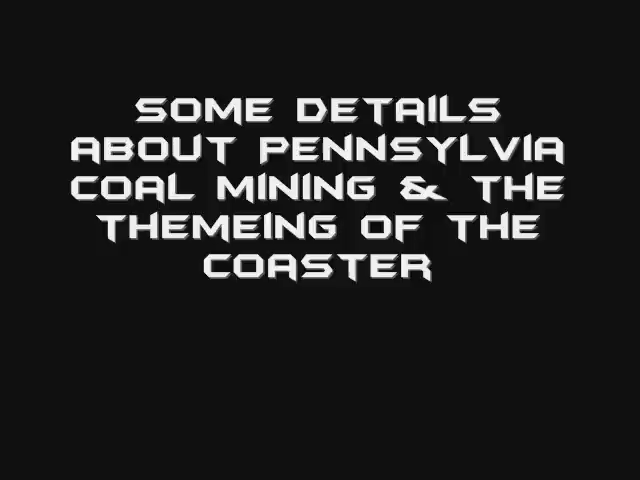 SOME DETAILS
ABOUT PENNSYLVIA
COAL MINING & THE
THEMEING OF THE
COASTER